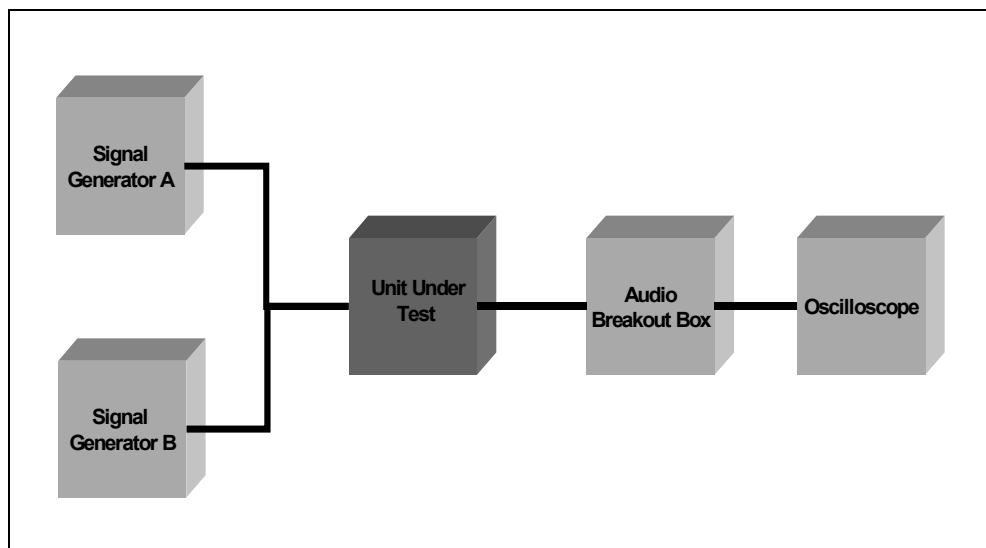 Signal
Generator A
Unit Under
Test
Audio
Breakout Box
Oscilloscope
Signal
Generator B